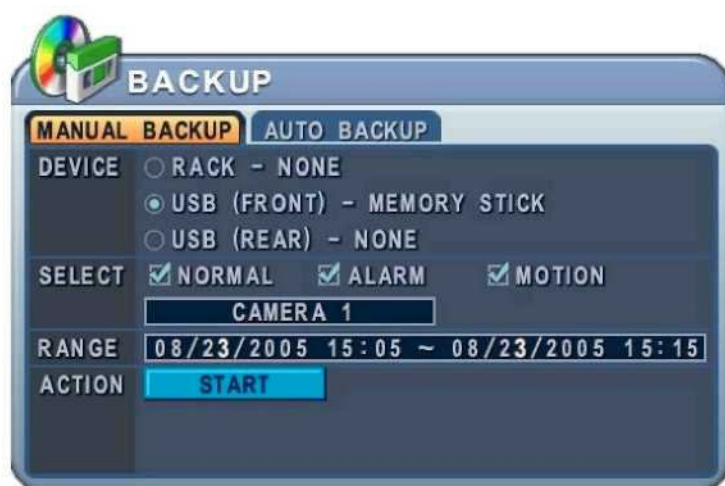 BACKUP
MANUAL BACKUP AUTO BACKUP
DEVICE RACK - NONE
USB (FRONT) - MEMORY STICK
USB (REAR) - NONE
SELECT NORMAL ALARM MOTION
CAMERA 1
RANGE 08/23/2005 15:05 ~ 08/23/2005 15:15
ACTION START